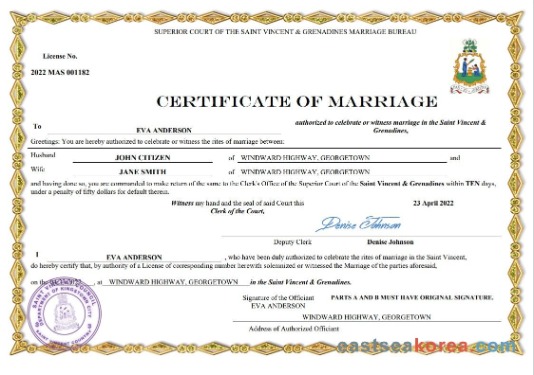 SUPERIOR COURT OF THE SAINT VINCENT & GRENADINES MARRIAGE BUREAU
License No.
2022 MAS 001182
CERTIFICATE OF MARRIAGE
To EVA ANDERSON authorized to celebrate or witness marriage in the Saint Vincent &
Grenadines,
Greetings: You are hereby authorized to celebrate or witness the rites of marriage between:
Husband JOHN CITIZEN of WINDWARD HIGHWAY, GEORGETOWN and
Wife JANE SMITH of WINDWARD HIGHWAY, GEORGETOWN
and having done so, you are commanded to make return of the same to the Clerk's Office of the Superior Court of the Saint Vincent & Grenadines within TEN days,
under a penalty of fifty dollars for default therein.
Witness my hand and the seal of said Court this 23 April 2022
Clerk of the Court,
Denise Johnson
Deputy Clerk Denise Johnson
I EVA ANDERSON , who have been duly authorized to celebrate the rites of marriage in the Saint Vincent,
do hereby certify that, by authority of a License of corresponding number herewith solemnized or witnessed the Marriage of the parties aforesaid,
on the , at WINDWARD HIGHWAY, GEORGETOWN in the Saint Vincent & Grenadines.
Signature of the Officiant PARTS A AND B MUST HAVE ORIGINAL SIGNATURE.
EVA ANDERSON
WINDWARD HIGHWAY, GEORGETOWN
Address of Authorized Officiant
eastseakorea.com